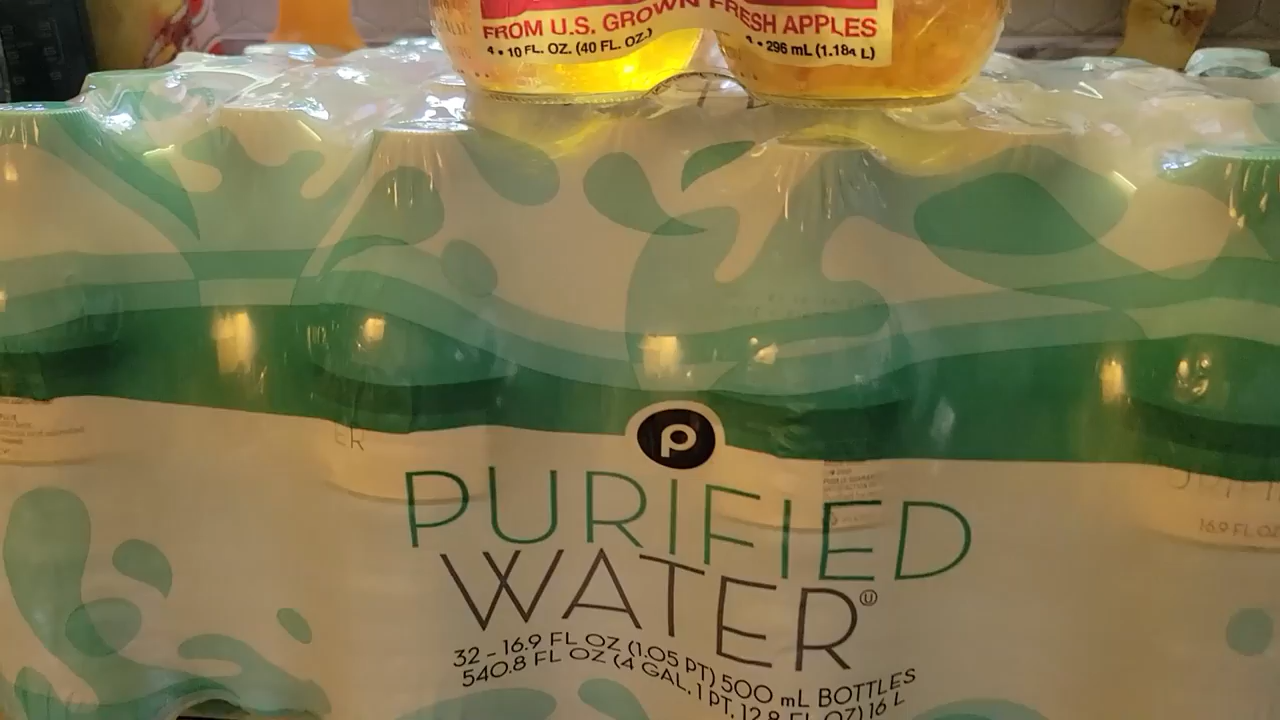 FROM U.S. GROWN FRESH APPLES
4 • 10 FL. OZ. (40 FL. OZ.)
4 • 296 mL (1.184 L)
P
PURIFIED
WATER
32 - 16.9 FL OZ (1.05 PT) 500 mL BOTTLES
540.8 FL OZ (4 GAL, 1 PT, 12.8 FL OZ) 16 L
ER
16.9 FL OZ